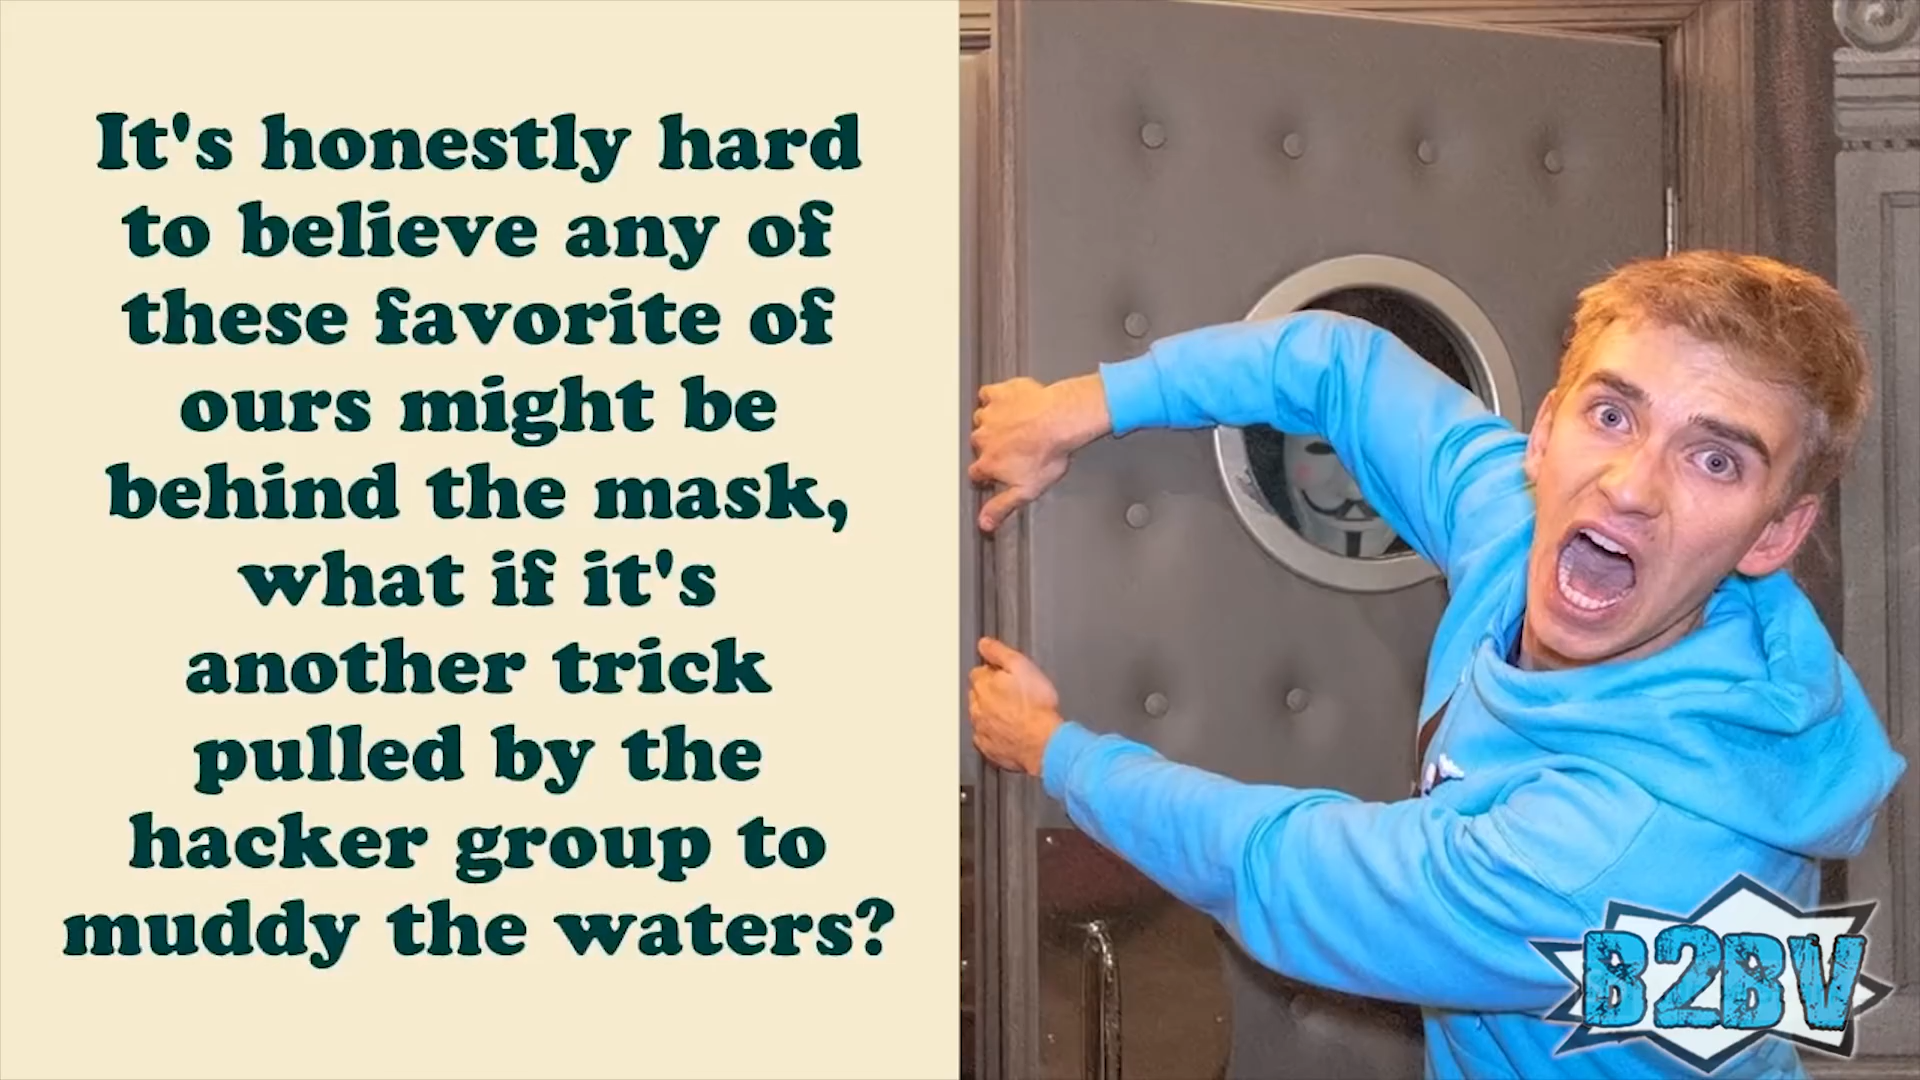 It's honestly hard
to believe any of
these favorite of
ours might be
behind the mask,
what if it's
another trick
pulled by the
hacker group to
muddy the waters?
B2BV